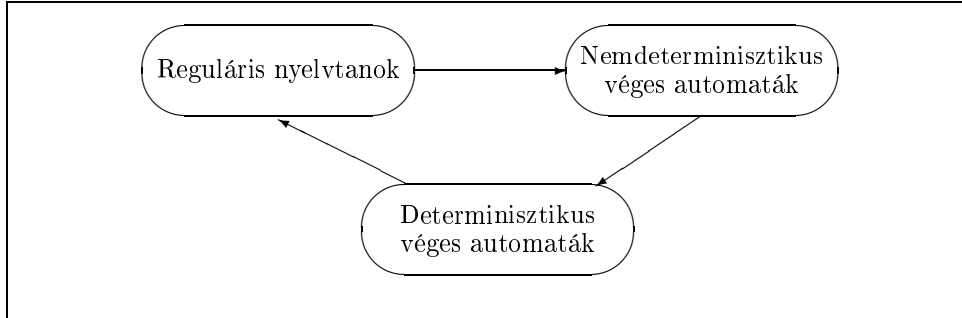 Reguláris nyelvtanok
Nemdeterminisztikus
véges automaták
Determinisztikus
véges automaták